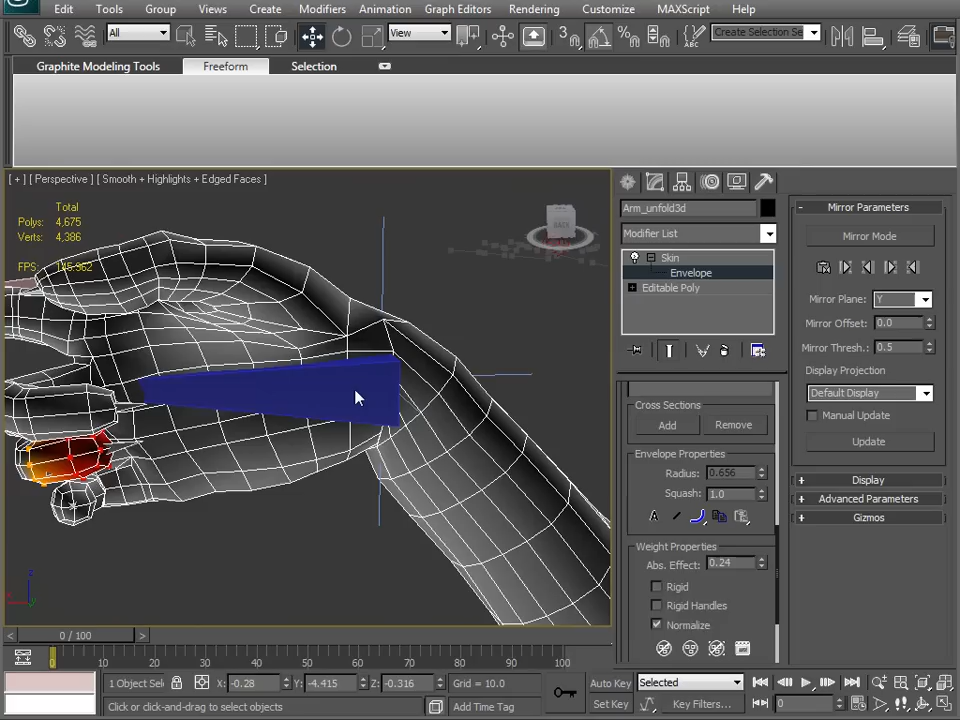 Edit Tools Group Views Create Modifiers Animation Graph Editors Rendering Customize MAXScript Help
All View 3 Create Selection Se
Graphite Modeling Tools Freeform Selection
[ + ] [ Perspective ] [ Smooth + Highlights + Edged Faces ]
Total
Polys: 4,675
Verts: 4,386
FPS:
Arm_unfold3d
Modifier List
Skin
Envelope
Editable Poly
Cross Sections
Add Remove
Envelope Properties
Radius: 0.656
Squash: 1.0
Weight Properties
Abs. Effect: 0.24
Rigid
Rigid Handles
Normalize
Mirror Parameters
Mirror Mode
Mirror Plane: Y
Mirror Offset: 0.0
Mirror Thresh.: 0.5
Display Projection
Default Display
Manual Update
Update
Display
Advanced Parameters
Gizmos
0 / 100
0 10 20 30 40 50 60 70 80 90 100
1 Object Sel X: -0.28 Y: -4.415 Z: -0.316 Grid = 10.0 Auto Key Selected
Click or click-and-drag to select objects Add Time Tag Set Key Key Filters... 0